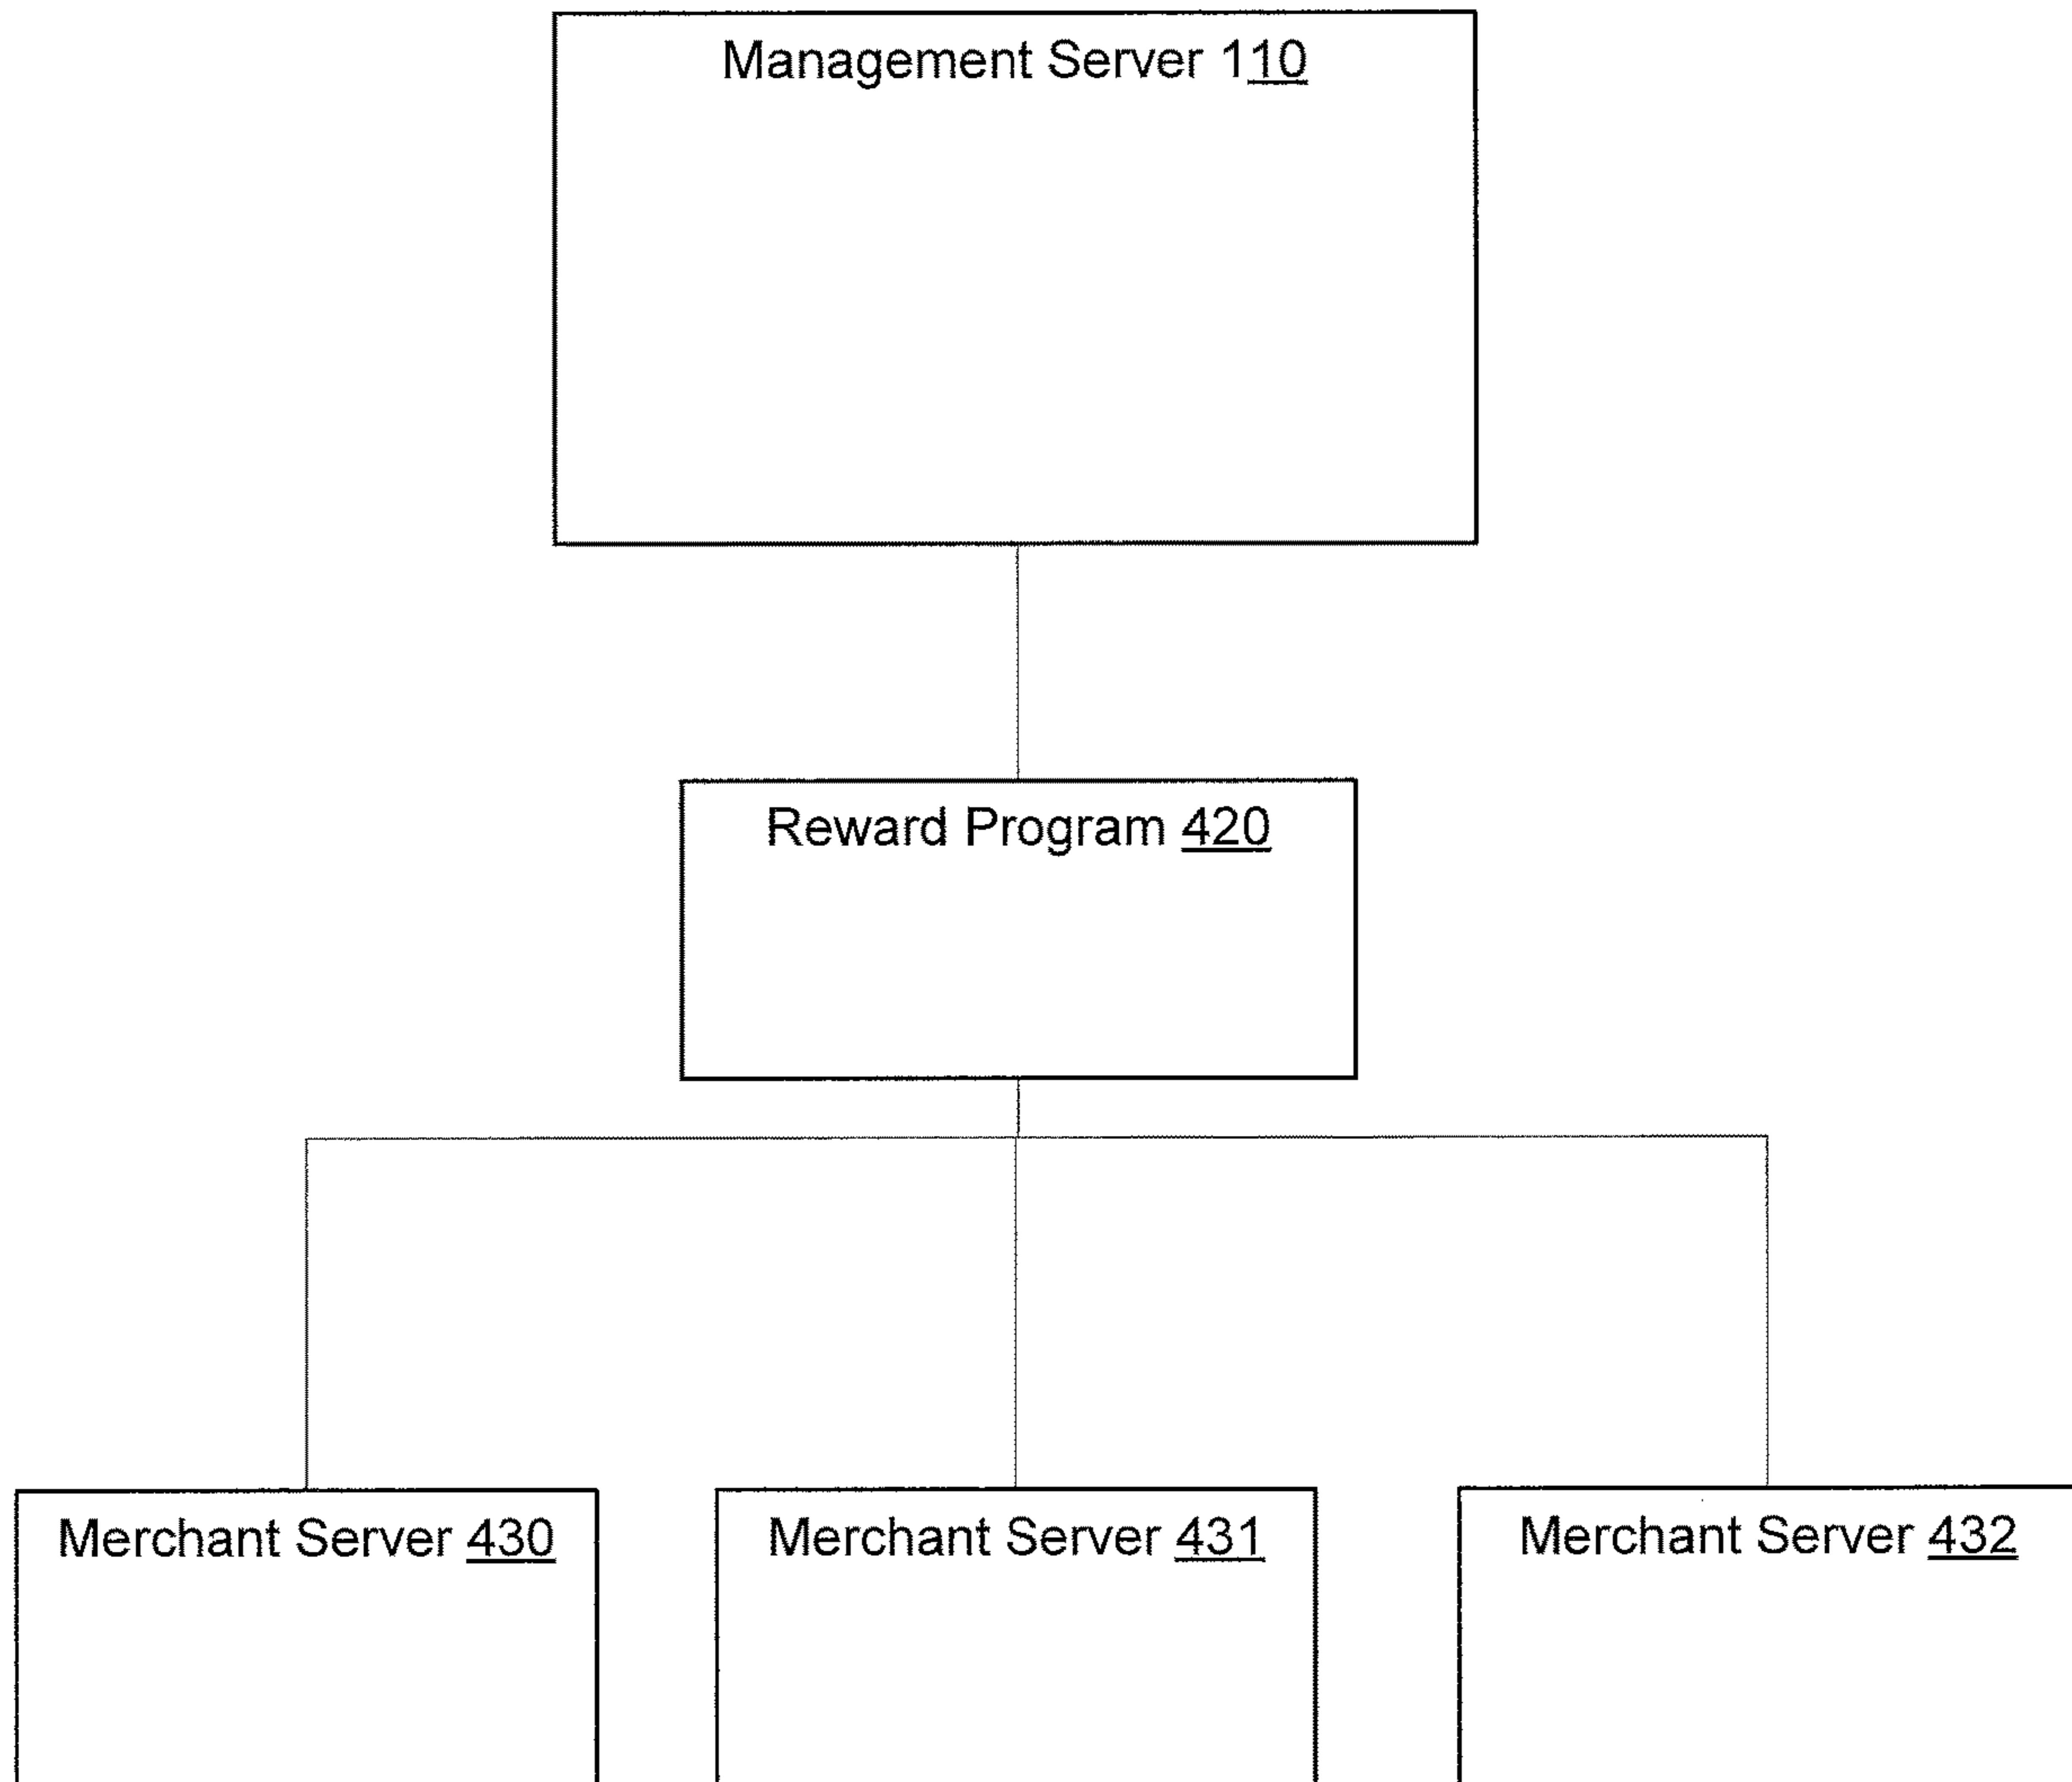 Management Server 110
Reward Program 420
Merchant Server 430
Merchant Server 431
Merchant Server 432